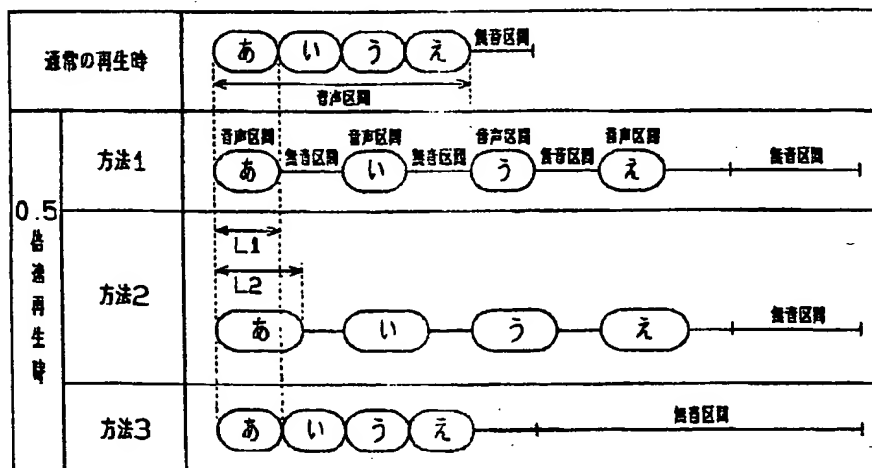 通常の再生時
あ い う え 無音区間
音声区間
0.5倍速再生時
方法1
音声区間 音声区間 音声区間 音声区間
あ 無音区間 い 無音区間 う 無音区間 え 無音区間
方法2
L1
L2
あ い う え 無音区間
方法3
あ い う え 無音区間